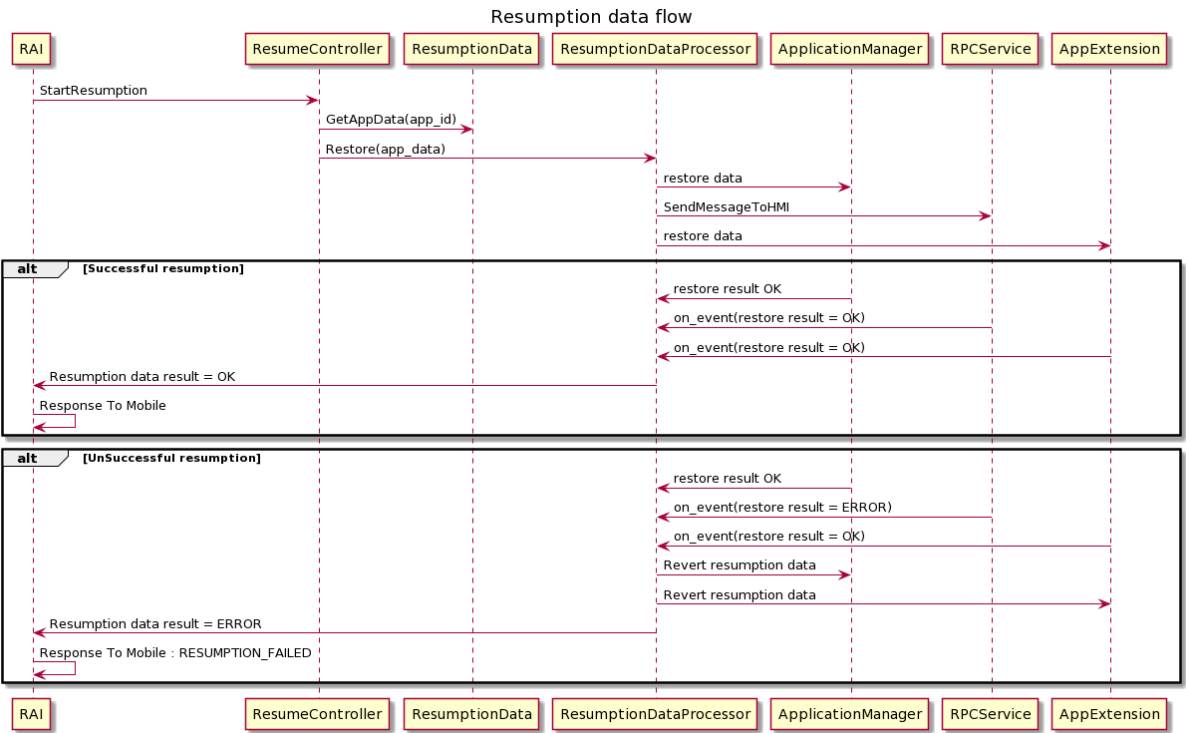 Resumption data flow
RAI ResumeController ResumptionData ResumptionDataProcessor ApplicationManager RPCService AppExtension
StartResumption
GetAppData(app_id)
Restore(app_data)
restore data
SendMessageToHMI
restore data
alt [Successful resumption]
restore result OK
on_event(restore result = OK)
on_event(restore result = OK)
Resumption data result = OK
Response To Mobile
alt [UnSuccessful resumption]
restore result OK
on_event(restore result = ERROR)
on_event(restore result = OK)
Revert resumption data
Revert resumption data
Resumption data result = ERROR
Response To Mobile : RESUMPTION_FAILED
RAI ResumeController ResumptionData ResumptionDataProcessor ApplicationManager RPCService AppExtension